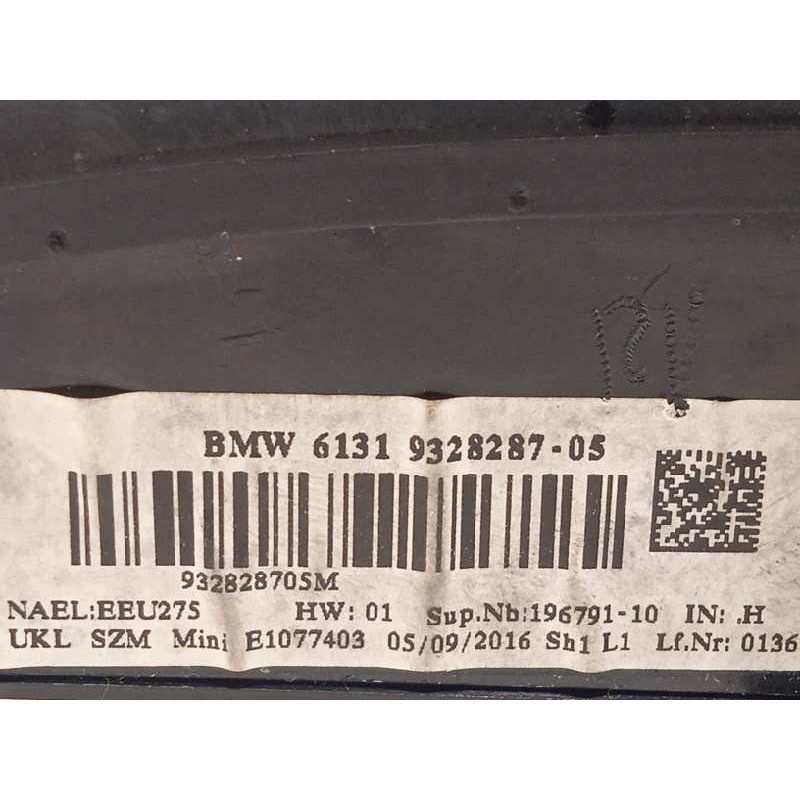 BMW 6131 9328287-05
932828705M
NAEL:EEU275 HW: 01 Sup.Nb:196791-10 IN: .H
UKL SZM Mini E1077403 05/09/2016 Sh1 L1 Lf.Nr: 0136